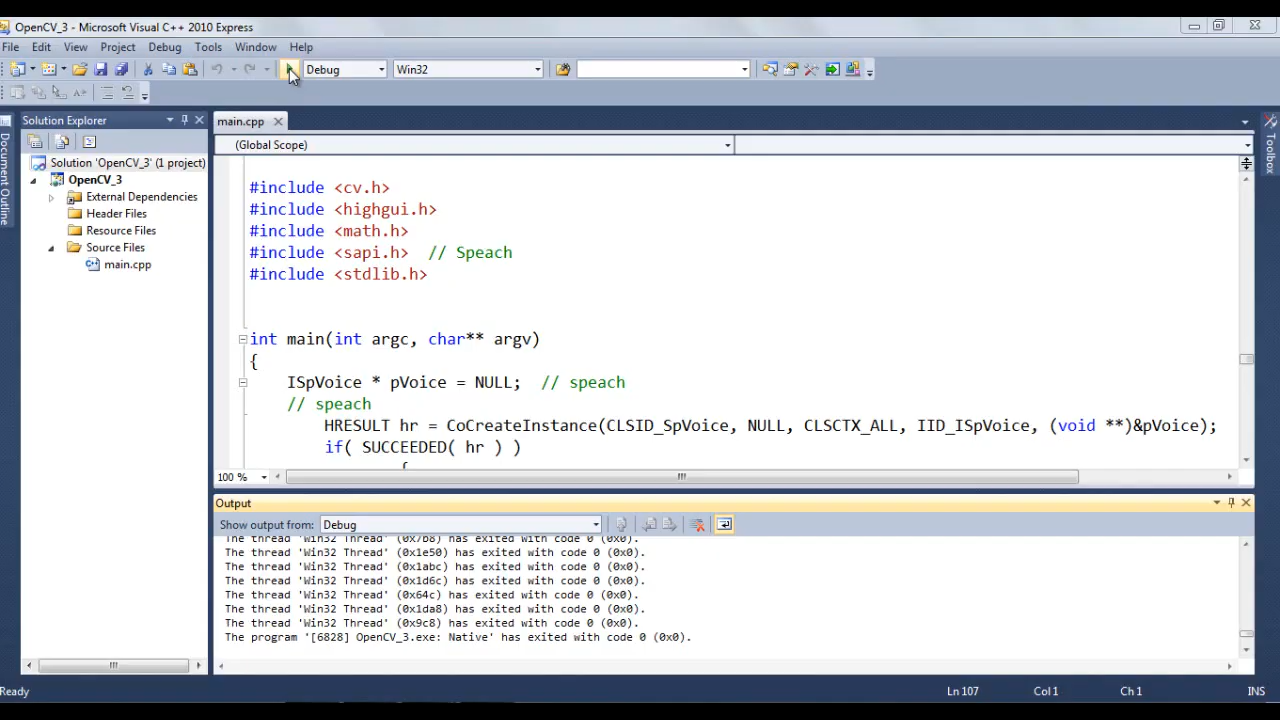 OpenCV_3 - Microsoft Visual C++ 2010 Express
File Edit View Project Debug Tools Window Help
Debug Win32
Solution Explorer
main.cpp
(Global Scope)
Document Outline
Toolbox
Solution 'OpenCV_3' (1 project)
OpenCV_3
External Dependencies
Header Files
Resource Files
Source Files
main.cpp
#include <cv.h>
#include <highgui.h>
#include <math.h>
#include <sapi.h> // Speach
#include <stdlib.h>
int main(int argc, char** argv)
{
ISpVoice * pVoice = NULL; // speach
// speach
HRESULT hr = CoCreateInstance(CLSID_SpVoice, NULL, CLSCTX_ALL, IID_ISpVoice, (void **)&pVoice);
if( SUCCEEDED( hr ) )
{
100 %
Output
Show output from: Debug
The thread 'Win32 Thread' (0x7b8) has exited with code 0 (0x0).
The thread 'Win32 Thread' (0x1e50) has exited with code 0 (0x0).
The thread 'Win32 Thread' (0x1abc) has exited with code 0 (0x0).
The thread 'Win32 Thread' (0x1d6c) has exited with code 0 (0x0).
The thread 'Win32 Thread' (0x64c) has exited with code 0 (0x0).
The thread 'Win32 Thread' (0x1da8) has exited with code 0 (0x0).
The thread 'Win32 Thread' (0x9c8) has exited with code 0 (0x0).
The program '[6828] OpenCV_3.exe: Native' has exited with code 0 (0x0).
Ready Ln 107 Col 1 Ch 1 INS